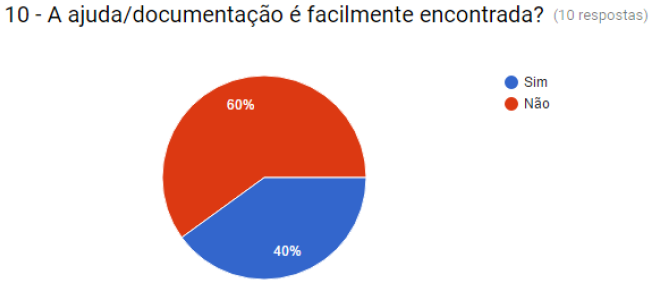 10 - A ajuda/documentação é facilmente encontrada? (10 respostas)
Sim
Não
60%
40%